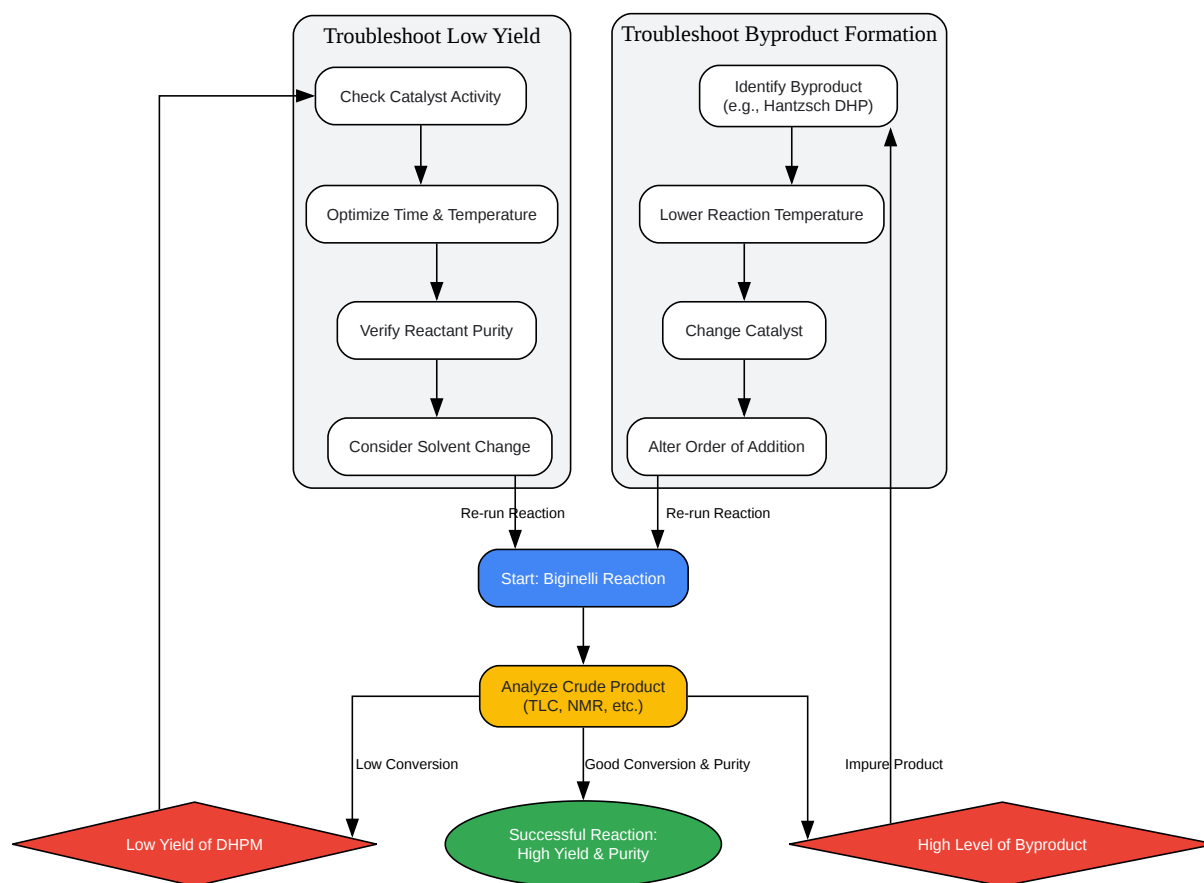 Troubleshoot Low Yield
Check Catalyst Activity
Optimize Time & Temperature
Verify Reactant Purity
Consider Solvent Change
Troubleshoot Byproduct Formation
Identify Byproduct
(e.g., Hantzsch DHP)
Lower Reaction Temperature
Change Catalyst
Alter Order of Addition
Re-run Reaction
Re-run Reaction
Start: Biginelli Reaction
Analyze Crude Product
(TLC, NMR, etc.)
Low Conversion
Good Conversion & Purity
Impure Product
Low Yield of DHPM
Successful Reaction:
High Yield & Purity
High Level of Byproduct